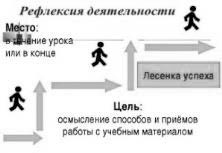 Рефлексия деятельности
Место:
в течение урока
или в конце
Лесенка успеха
Цель:
осмысление способов и приёмов
работы с учебным материалом